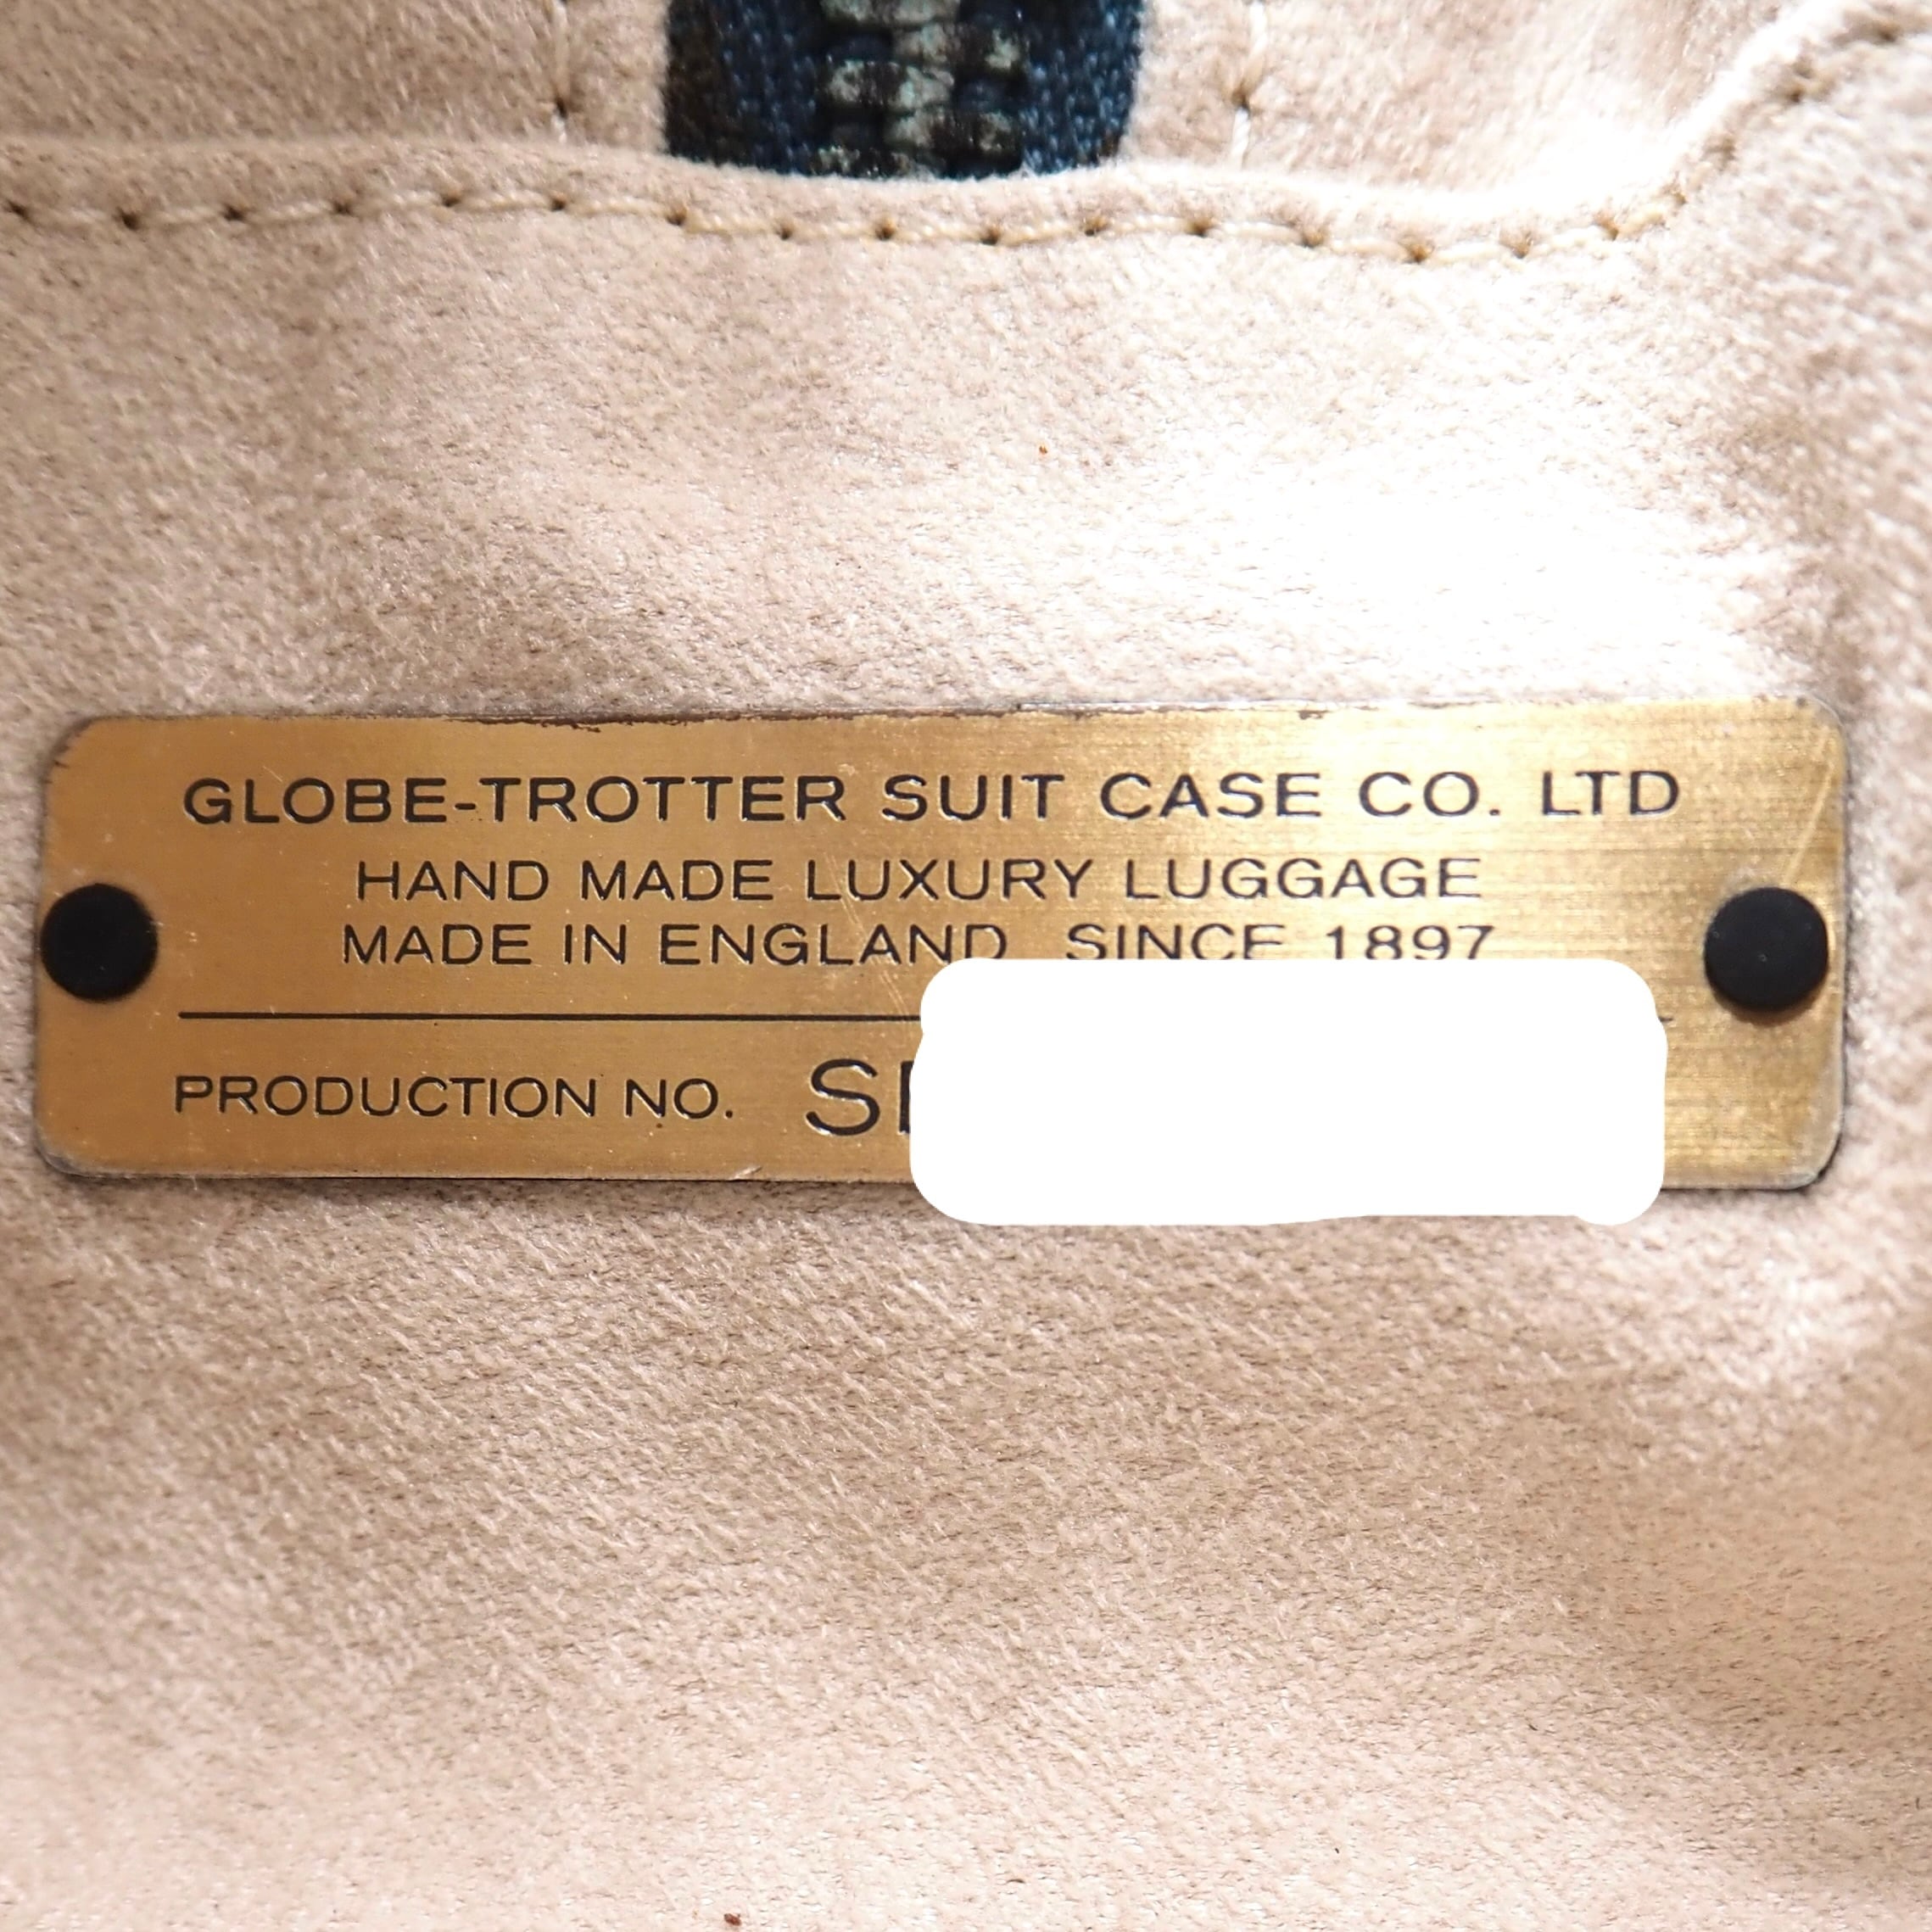 GLOBE-TROTTER SUIT CASE CO. LTD
HAND MADE LUXURY LUGGAGE
MADE IN ENGLAND SINCE 1897
PRODUCTION NO.